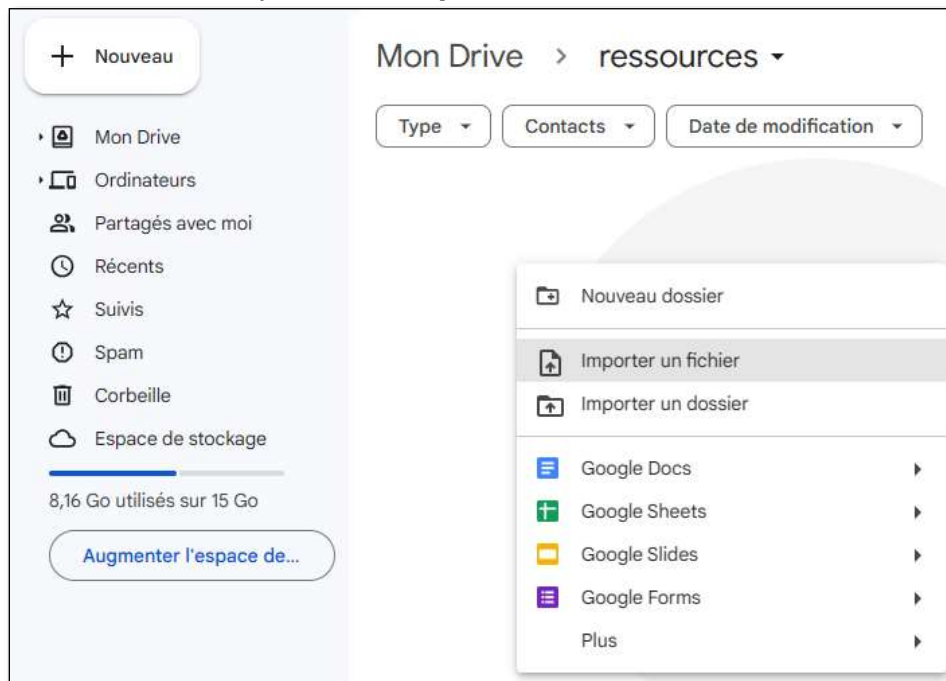 Nouveau
Mon Drive > ressources
Type
Contacts
Date de modification
Mon Drive
Ordinateurs
Partagés avec moi
Récents
Suivis
Spam
Corbeille
Espace de stockage
8,16 Go utilisés sur 15 Go
Augmenter l'espace de...
Nouveau dossier
Importer un fichier
Importer un dossier
Google Docs
Google Sheets
Google Slides
Google Forms
Plus